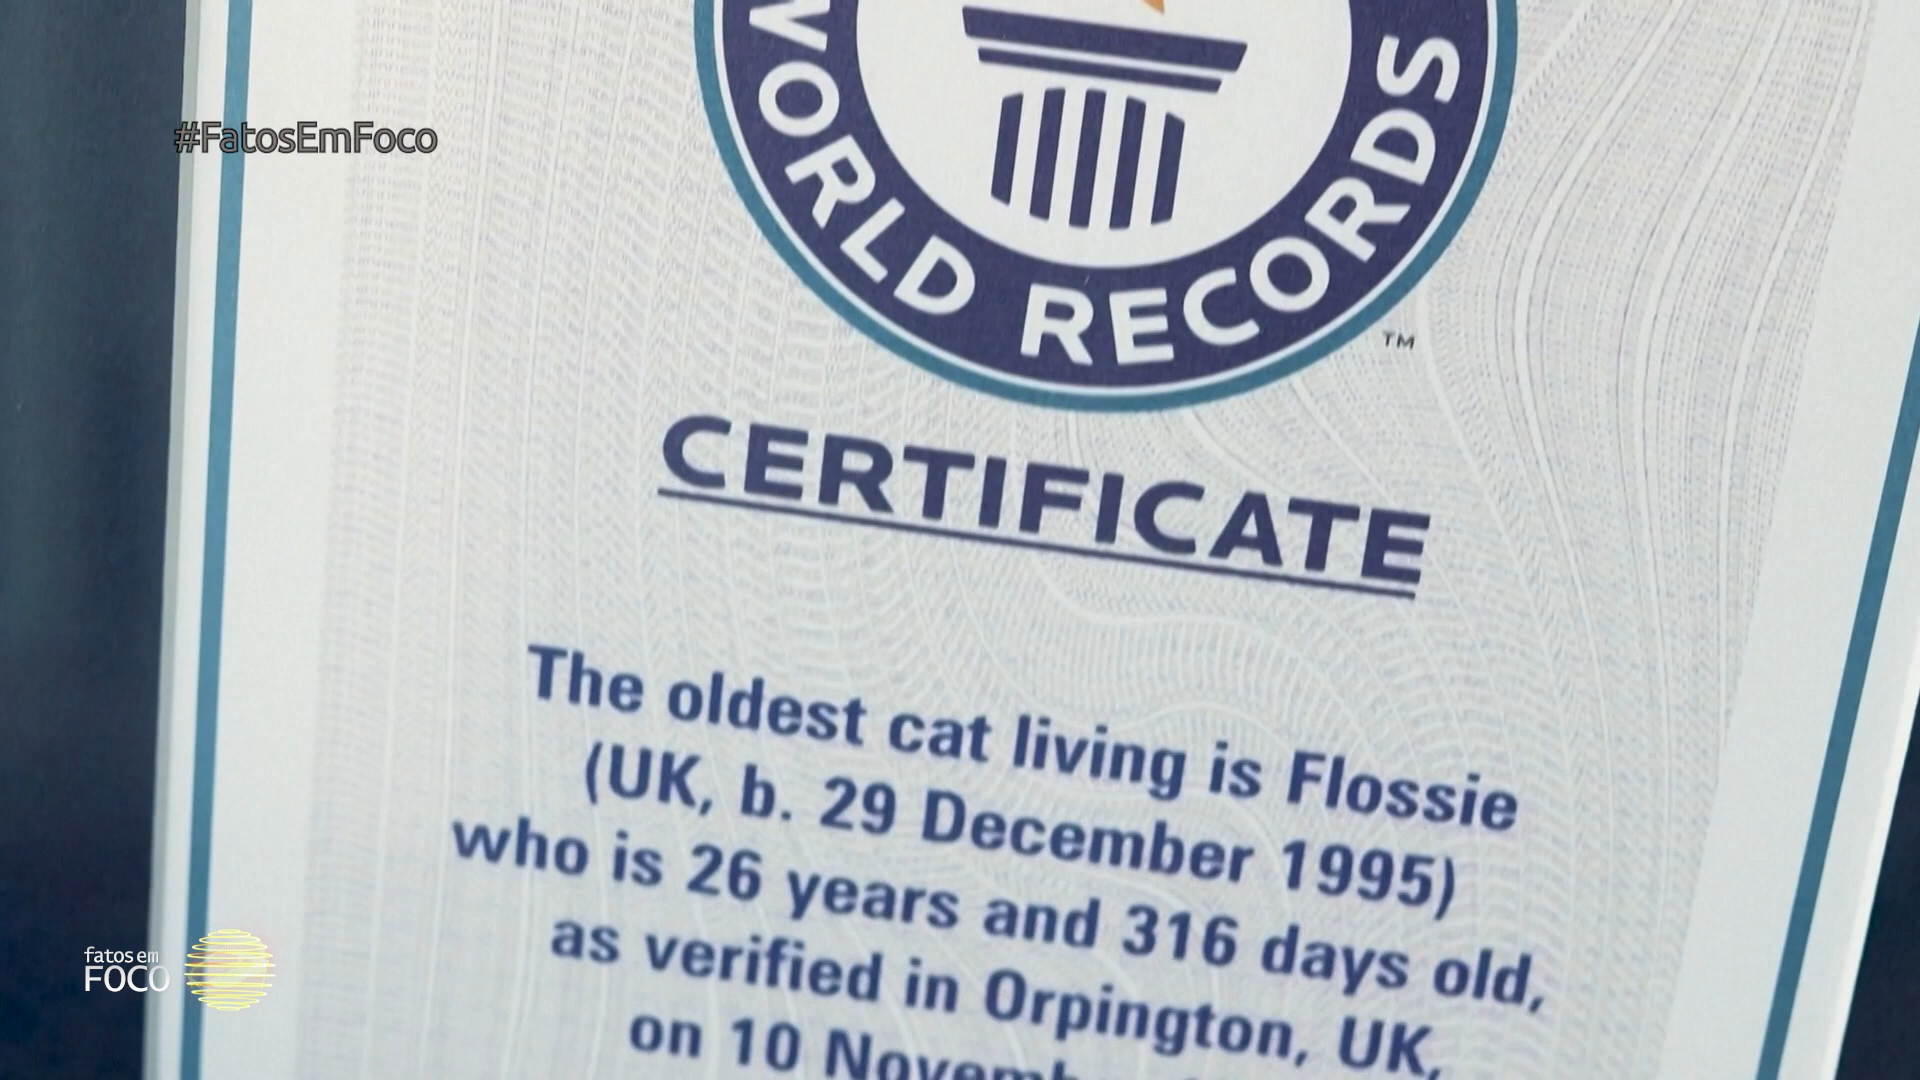 WORLD RECORDS
TM
#FatosEmFoco
CERTIFICATE
The oldest cat living is Flossie
(UK, b. 29 December 1995)
who is 26 years and 316 days old,
as verified in Orpington, UK,
on 10 November
fatos em
FOCO